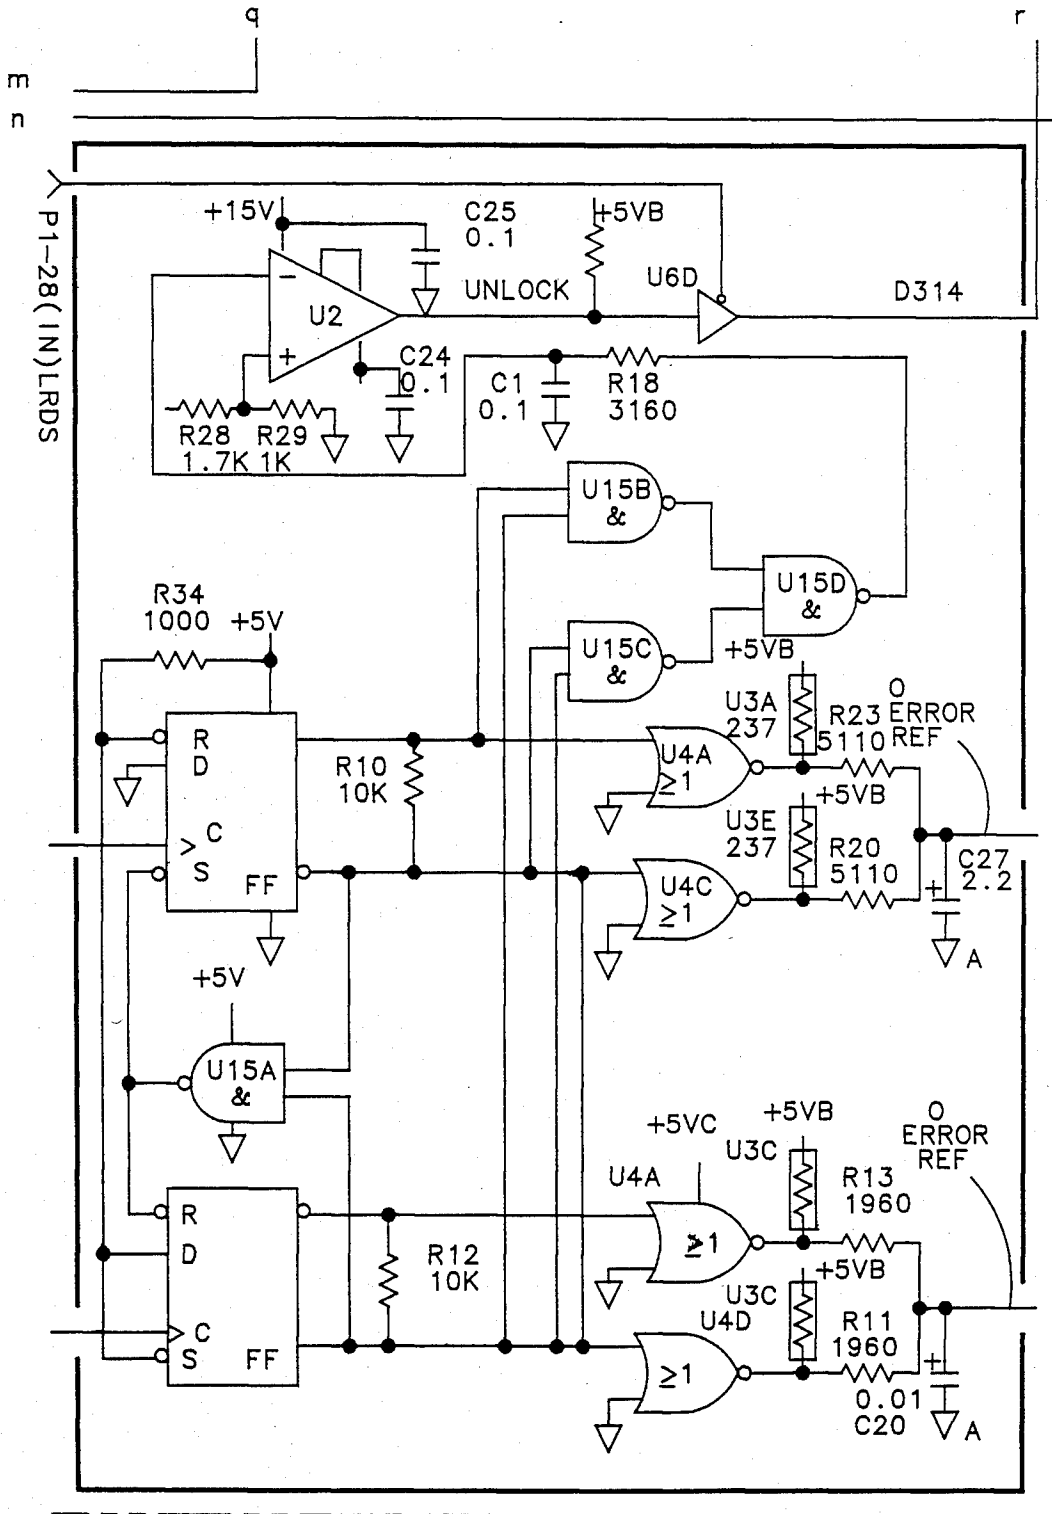 q
r
m
n
P1-28(IN)LRDS
+15V
C25
0.1
+5VB
U6D
D314
UNLOCK
−
U2
+
C24
0.1
C1
0.1
R18
3160
R28
1.7K
R29
1K
U15B
&
U15D
&
U15C
&
+5VB
R34
1000
+5V
R
D
C
S
FF
R10
10K
U3A
237
R23
5110
O
ERROR
REF
U4A
≥1
+5VB
U3E
237
R20
5110
U4C
≥1
C27
2.2
+
A
+5V
U15A
&
+5VC
+5VB
U3C
O
ERROR
REF
U4A
R13
1960
≥1
R
D
C
S
FF
R12
10K
+5VB
U3C
U4D
R11
1960
≥1
0.01
C20
+
A